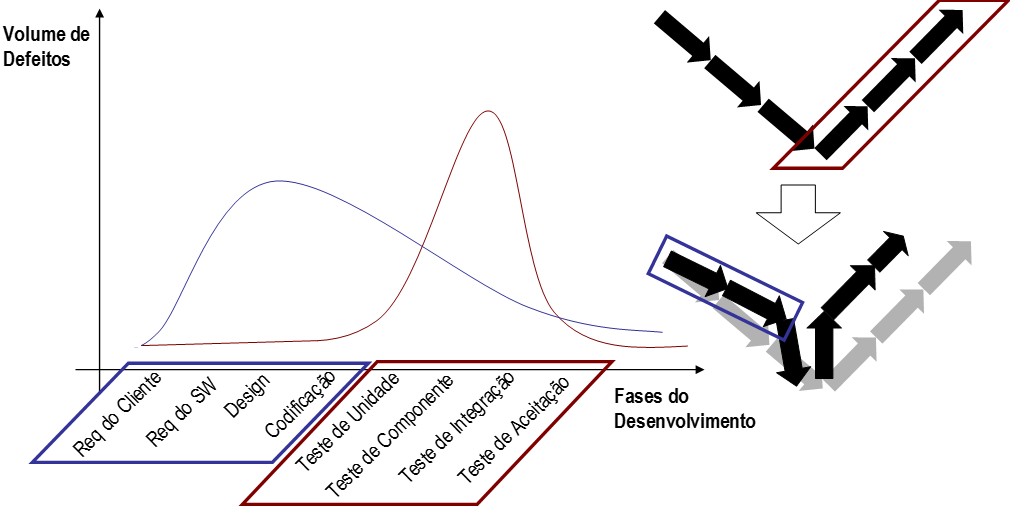 Volume de
Defeitos
Req do Cliente
Req do SW
Design
Codificação
Teste de Unidade
Teste de Componente
Teste de Integração
Teste de Aceitação
Fases do
Desenvolvimento